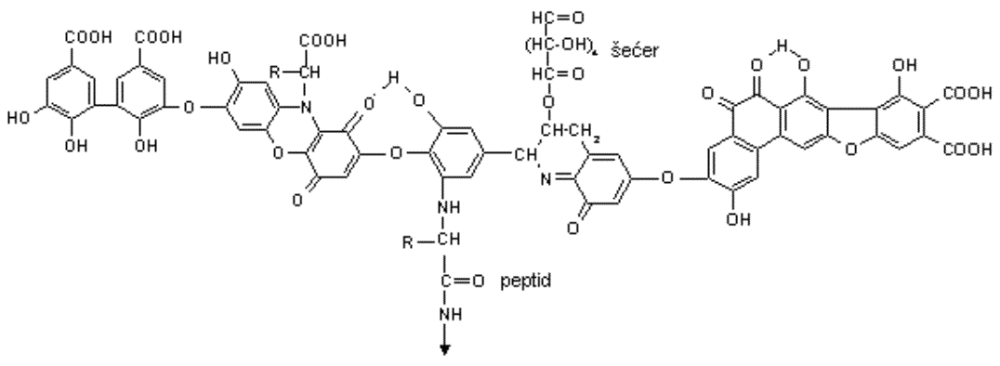 HC=O
(HC-OH)₄ šećer
HC=O
O
COOH COOH
COOH
HO
R-CH
N
O
HO OH OH
O
O
O
H
O
O
O
CH
CH₂
N
O
O
O
O
H
O
OH
COOH
COOH
O
OH
NH
R-CH
C=O peptid
NH